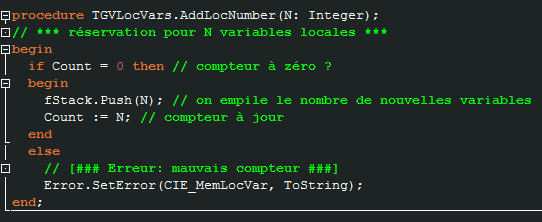 procedure TGVLocVars.AddLocNumber(N: Integer);
// *** réservation pour N variables locales ***
begin
if Count = 0 then // compteur à zéro ?
begin
fStack.Push(N); // on empile le nombre de nouvelles variables
Count := N; // compteur à jour
end
else
// [### Erreur: mauvais compteur ###]
Error.SetError(CIE_MemLocVar, ToString);
end;